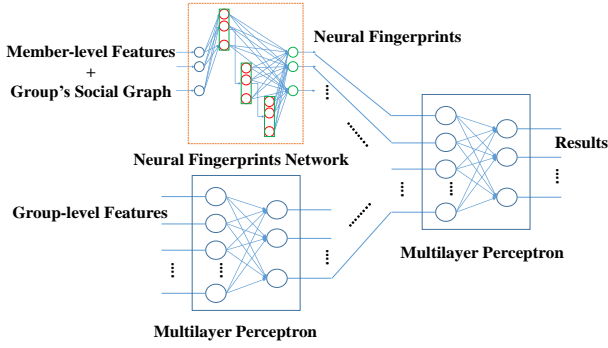 Member-level Features
+
Group's Social Graph
Neural Fingerprints
Neural Fingerprints Network
Results
Group-level Features
Multilayer Perceptron
Multilayer Perceptron